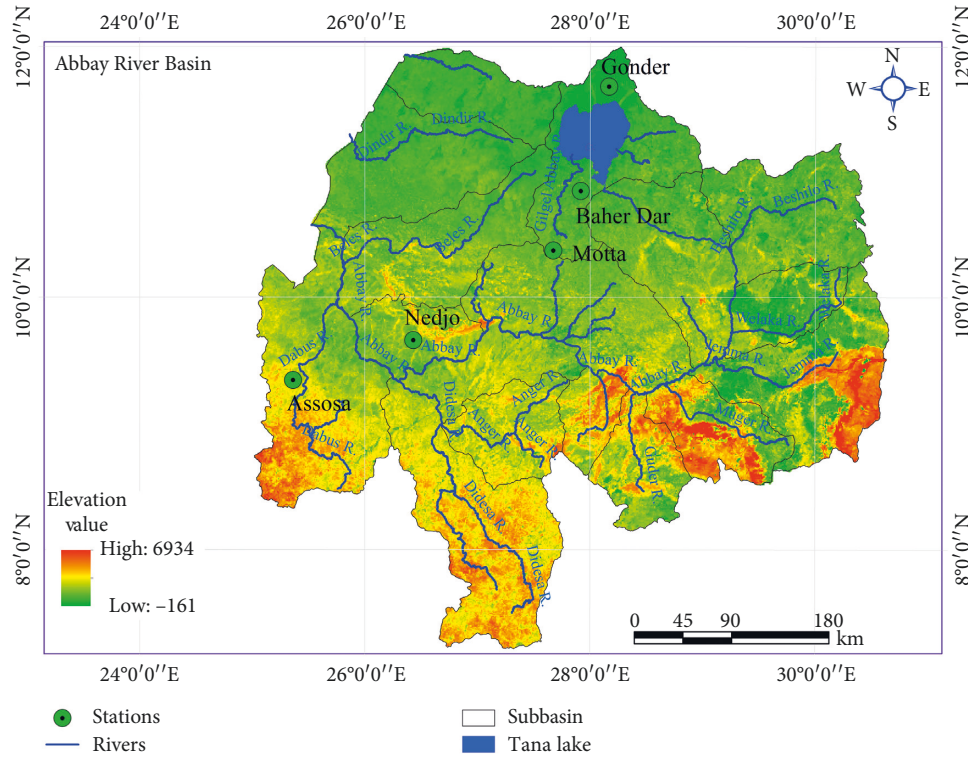 24°0′0′′E 26°0′0′′E 28°0′0′′E 30°0′0′′E
12°0′0′′N
12°0′0′′N
Abbay River Basin
Gonder
N
W E
S
Dindir R.
Dindir R.
Gilgel Abbay R.
Beshilo R.
Beshilo R.
Baher Dar
Beles R.
Beles R.
Motta
10°0′0′′N
10°0′0′′N
Abbay R.
Welaka R.
Nedjo
Abbay R.
Welaka R.
Dabus R.
Abbay R.
Abbay R.
Abbay R.
Jemma R.
Jemma R.
Abbay R.
Assosa
Didesa R.
Anger R.
Anger R.
Anger R.
Muger R.
Dabus R.
Guder R.
Elevation
value
High: 6934
Low: −161
Didesa R.
Didesa R.
8°0′0′′N
8°0′0′′N
0 45 90 180
km
24°0′0′′E 26°0′0′′E 28°0′0′′E 30°0′0′′E
Stations
Rivers
Subbasin
Tana lake